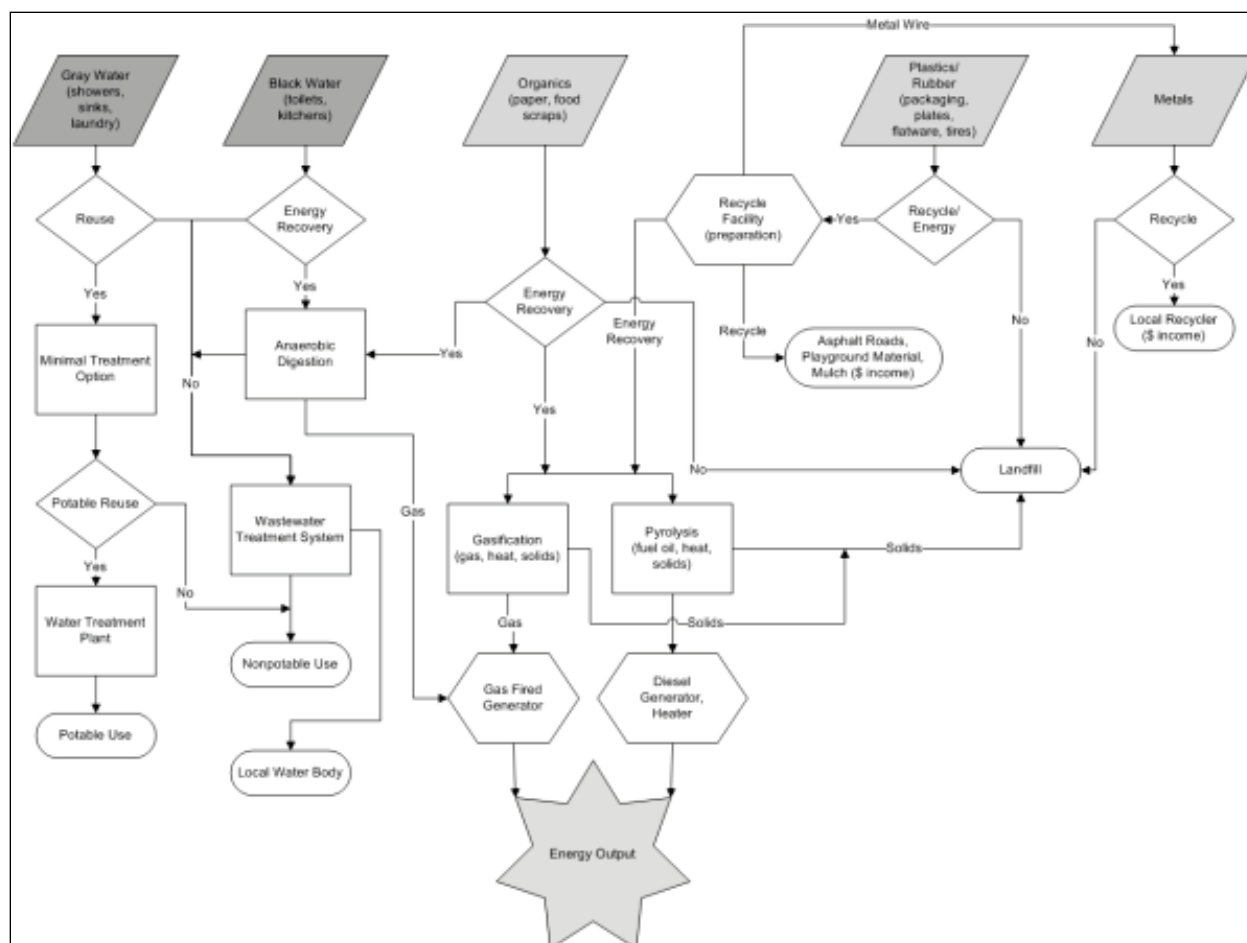 Metal Wire
Gray Water
(showers,
sinks,
laundry)
Black Water
(toilets,
kitchens)
Organics
(paper, food
scraps)
Plastics/
Rubber
(packaging,
plates,
flatware, tires)
Metals
Reuse
Energy
Recovery
Recycle
Facility
(preparation)
Yes
Recycle/
Energy
Recycle
Yes
Yes
Energy
Recovery
Yes
Energy
Recovery
Recycle
No
Local Recycler
($ income)
Minimal Treatment
Option
Anaerobic
Digestion
Yes
Asphalt Roads,
Playground Material,
Mulch ($ income)
No
No
Yes
No
Landfill
Potable Reuse
Wastewater
Treatment System
Gas
Gasification
(gas, heat, solids)
Pyrolysis
(fuel oil, heat,
solids)
Solids
Yes
No
Water Treatment
Plant
Gas
Solids
Nonpotable Use
Gas Fired
Generator
Diesel
Generator,
Heater
Potable Use
Local Water Body
Energy Output